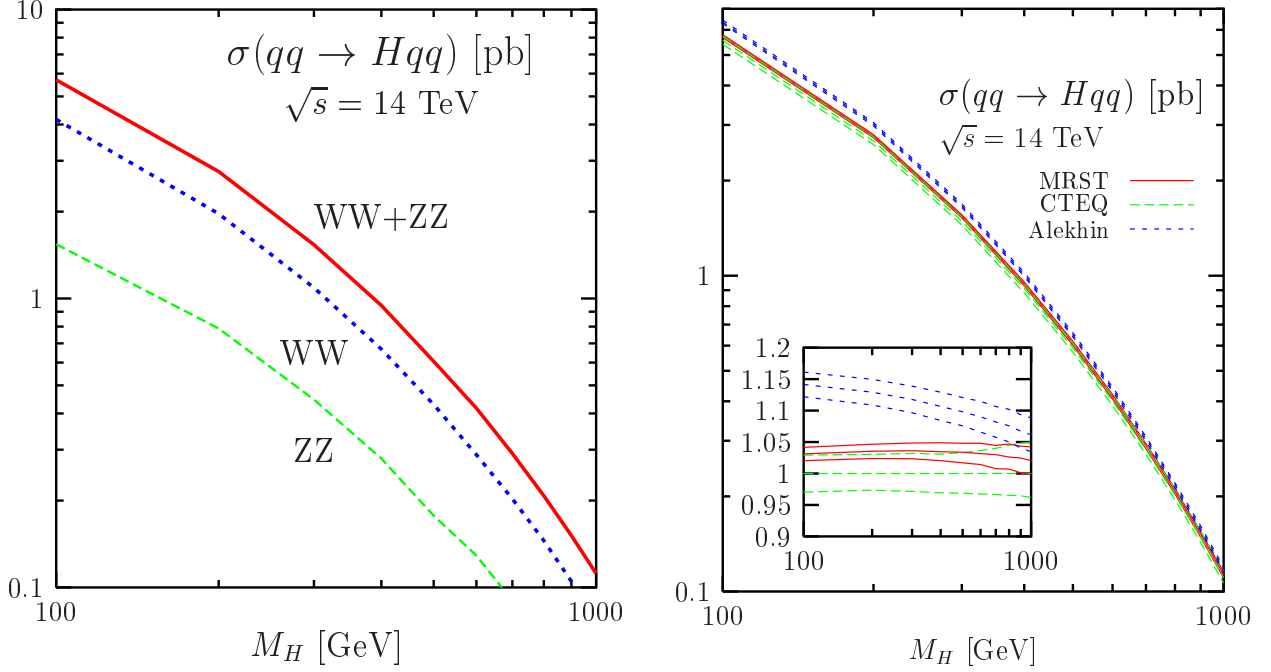 10
1
0.1
σ(qq → Hqq) [pb]
√s = 14 TeV
WW+ZZ
WW
ZZ
100
1000
M_H [GeV]
1
0.1
σ(qq → Hqq) [pb]
√s = 14 TeV
MRST
CTEQ
Alekhin
1.2
1.15
1.1
1.05
1
0.95
0.9
100
1000
100
1000
M_H [GeV]